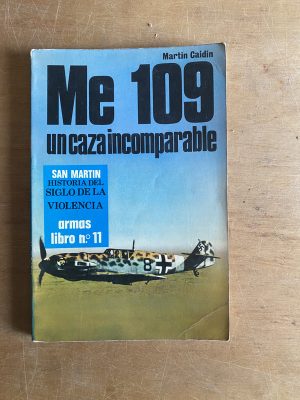 Martin Caidin
Me 109
un caza incomparable
SAN MARTIN
HISTORIA DEL
SIGLO DE LA
VIOLENCIA
armas
libro nº 11
8